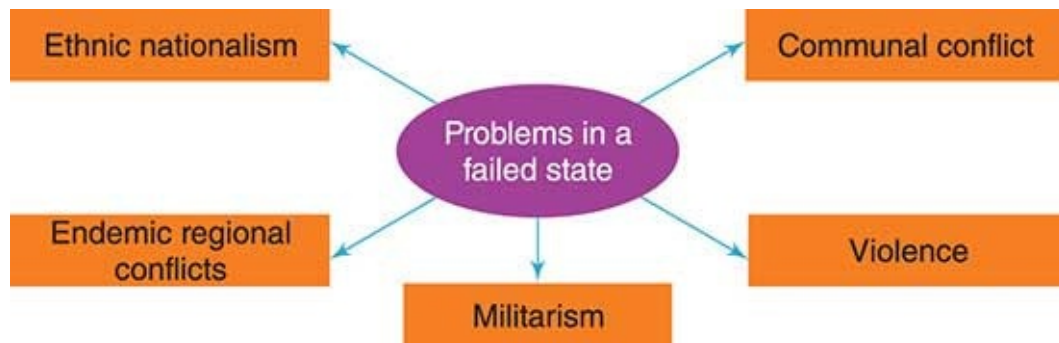 Ethnic nationalism
Communal conflict
Problems in a
failed state
Endemic regional
conflicts
Violence
Militarism